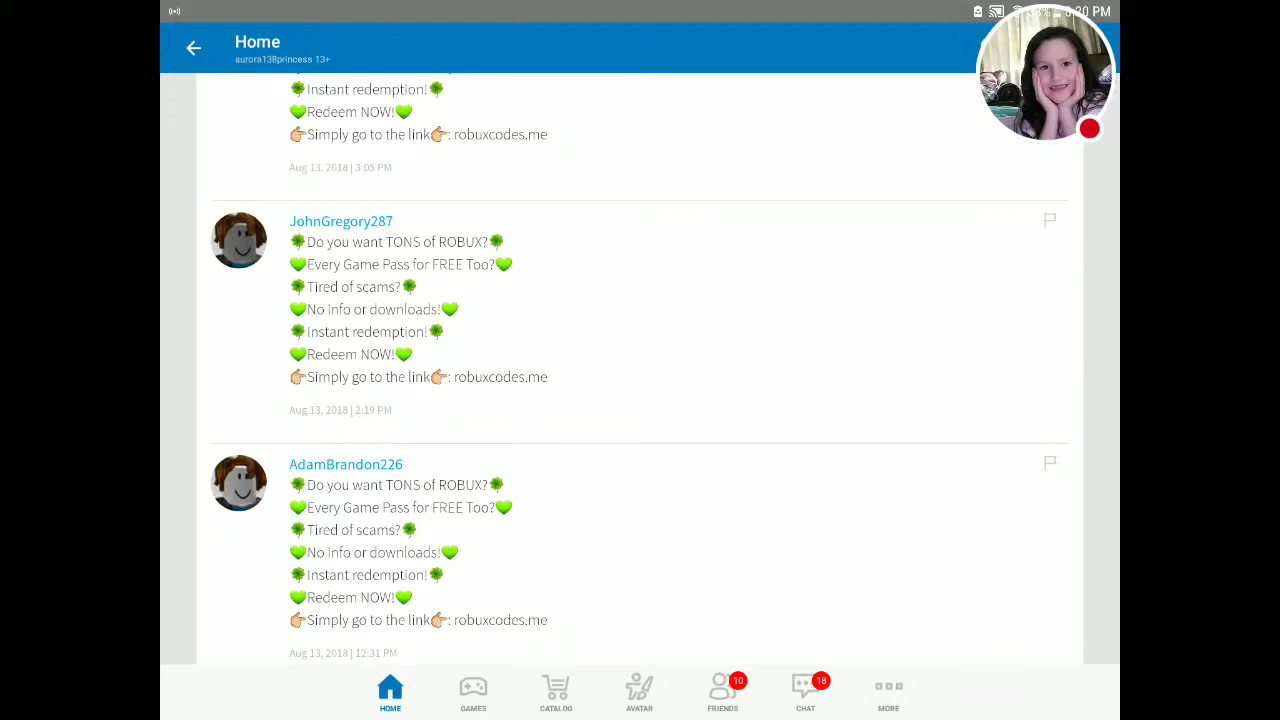 Home
aurora138princess 13+
🍀Instant redemption!🍀
💚Redeem NOW!💚
👉Simply go to the link👉: robuxcodes.me
Aug 13, 2018 | 3:05 PM
JohnGregory287
🍀Do you want TONS of ROBUX?🍀
💚Every Game Pass for FREE Too?💚
🍀Tired of scams?🍀
💚No info or downloads!💚
🍀Instant redemption!🍀
💚Redeem NOW!💚
👉Simply go to the link👉: robuxcodes.me
Aug 13, 2018 | 2:19 PM
AdamBrandon226
🍀Do you want TONS of ROBUX?🍀
💚Every Game Pass for FREE Too?💚
🍀Tired of scams?🍀
💚No info or downloads!💚
🍀Instant redemption!🍀
💚Redeem NOW!💚
👉Simply go to the link👉: robuxcodes.me
Aug 13, 2018 | 12:31 PM
10
18
HOME
GAMES
CATALOG
AVATAR
FRIENDS
CHAT
MORE